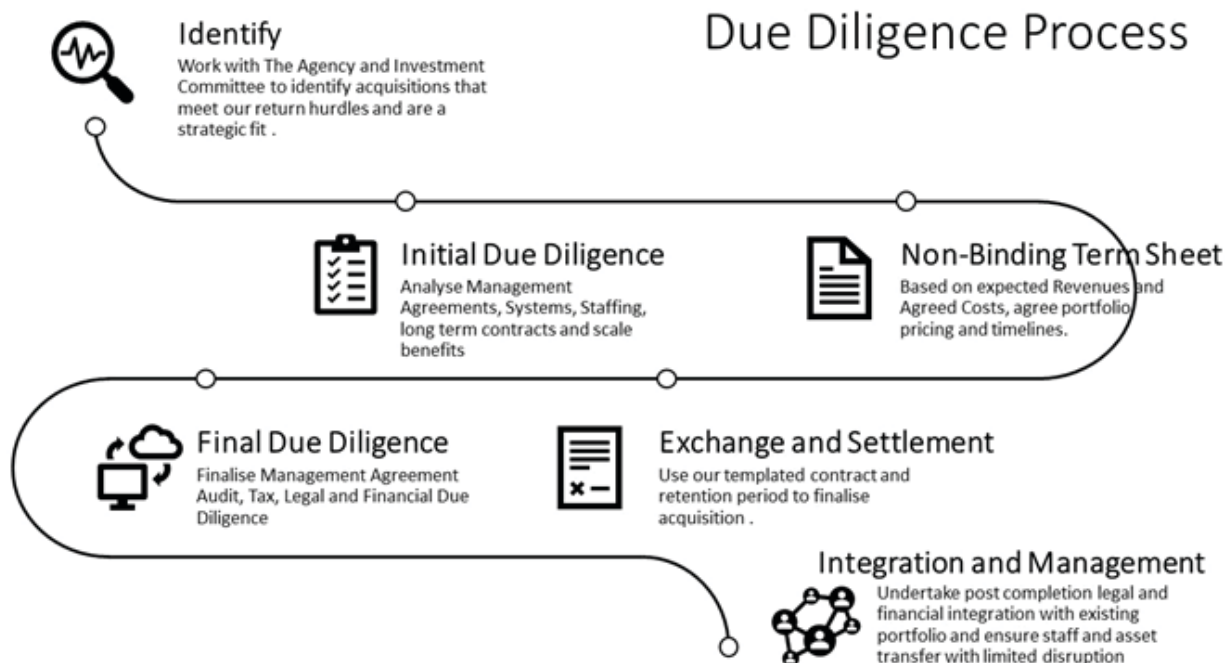 Due Diligence Process
Identify
Work with The Agency and Investment
Committee to identify acquisitions that
meet our return hurdles and are a
strategic fit .
Initial Due Diligence
Analyse Management
Agreements, Systems, Staffing,
long term contracts and scale
benefits
Non-Binding Term Sheet
Based on expected Revenues and
Agreed Costs, agree portfolio
pricing and timelines.
Final Due Diligence
Finalise Management Agreement
Audit, Tax, Legal and Financial Due
Diligence
Exchange and Settlement
Use our templated contract and
retention period to finalise
acquisition .
Integration and Management
Undertake post completion legal and
financial integration with existing
portfolio and ensure staff and asset
transfer with limited disruption